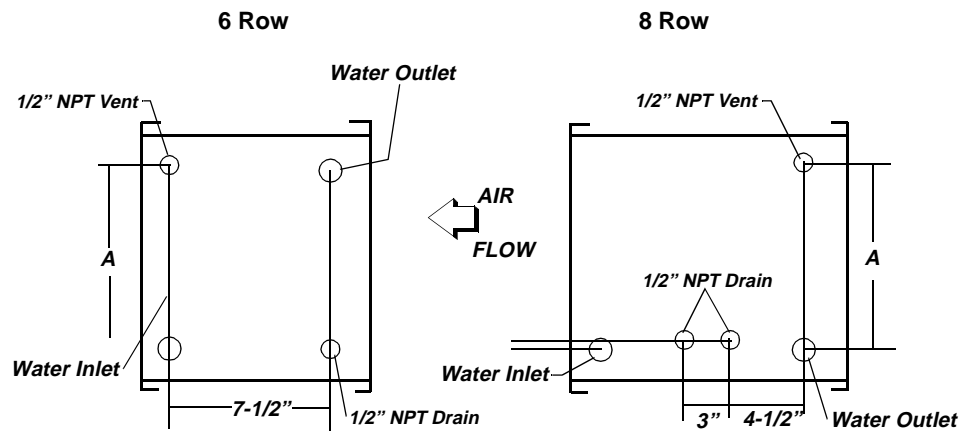 6 Row
8 Row
Water Outlet
1/2” NPT Vent
1/2” NPT Vent
AIR
FLOW
A
A
1/2” NPT Drain
Water Inlet
Water Inlet
7-1/2”
1/2” NPT Drain
3”
4-1/2”
Water Outlet